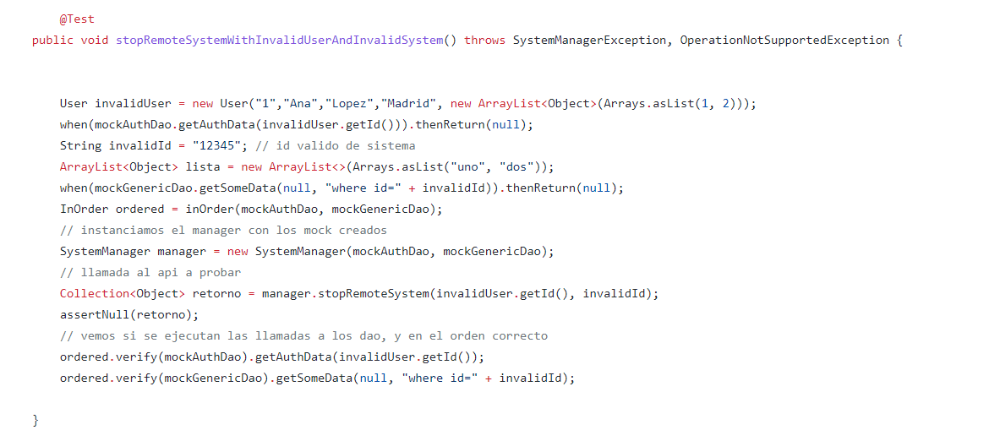 @Test
public void stopRemoteSystemWithInvalidUserAndInvalidSystem() throws SystemManagerException, OperationNotSupportedException {
User invalidUser = new User("1","Ana","Lopez","Madrid", new ArrayList<Object>(Arrays.asList(1, 2)));
when(mockAuthDao.getAuthData(invalidUser.getId())).thenReturn(null);
String invalidId = "12345"; // id valido de sistema
ArrayList<Object> lista = new ArrayList<>(Arrays.asList("uno", "dos"));
when(mockGenericDao.getSomeData(null, "where id=" + invalidId)).thenReturn(null);
InOrder ordered = inOrder(mockAuthDao, mockGenericDao);
// instanciamos el manager con los mock creados
SystemManager manager = new SystemManager(mockAuthDao, mockGenericDao);
// llamada al api a probar
Collection<Object> retorno = manager.stopRemoteSystem(invalidUser.getId(), invalidId);
assertNull(retorno);
// vemos si se ejecutan las llamadas a los dao, y en el orden correcto
ordered.verify(mockAuthDao).getAuthData(invalidUser.getId());
ordered.verify(mockGenericDao).getSomeData(null, "where id=" + invalidId);
}